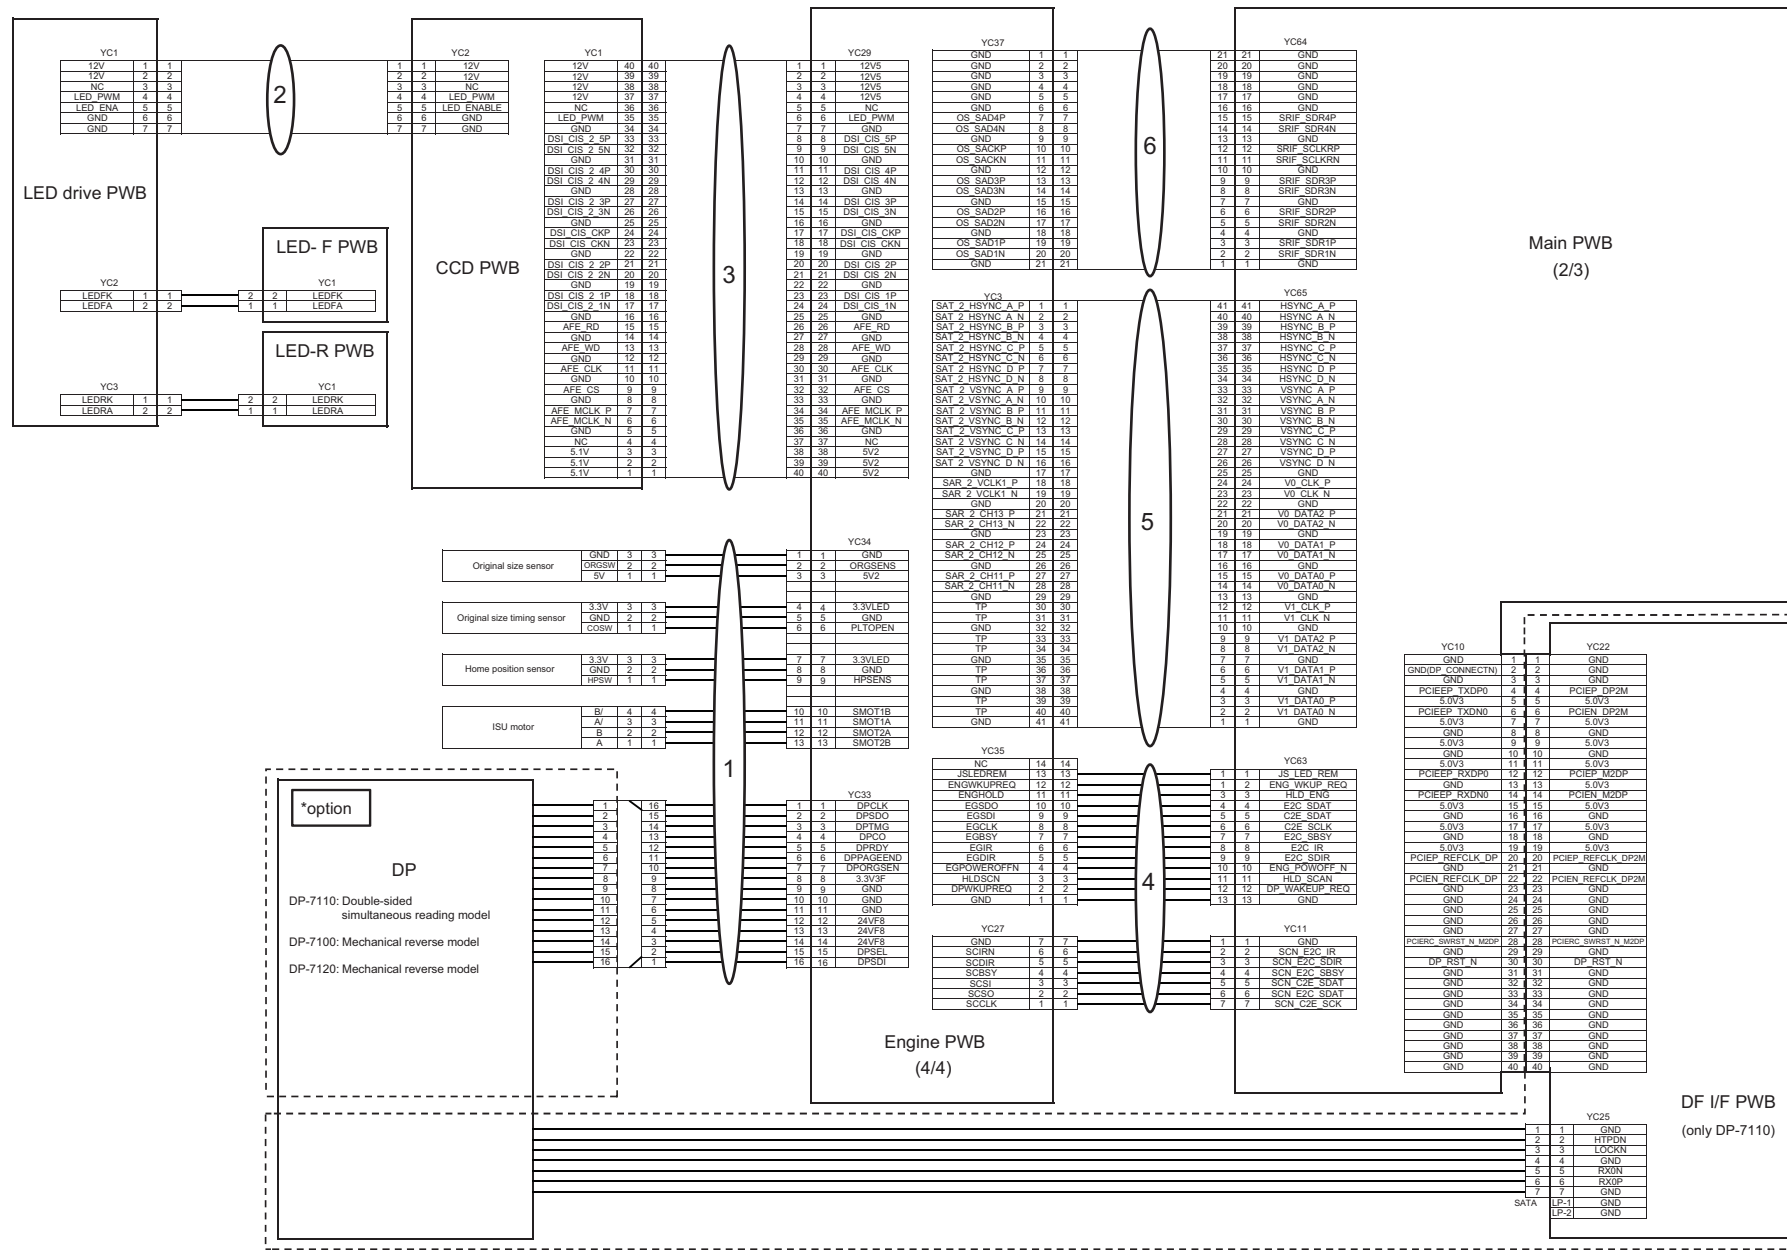 LED drive PWB
YC1
12V 1 1
12V 2 2
NC 3 3
LED_PWM 4 4
LED_ENA 5 5
GND 6 6
GND 7 7
2
YC2
1 1 12V
2 2 12V
3 3 NC
4 4 LED_PWM
5 5 LED_ENABLE
6 6 GND
7 7 GND
YC2
LEDFK 1 1
LEDFA 2 2
LED- F PWB
YC1
2 2 LEDFK
1 1 LEDFA
YC3
LEDRK 1 1
LEDRA 2 2
LED-R PWB
YC1
2 2 LEDRK
1 1 LEDRA
CCD PWB
YC1
12V 40 40
12V 39 39
12V 38 38
12V 37 37
NC 36 36
LED_PWM 35 35
GND 34 34
DSI_CIS_2_5P 33 33
DSI_CIS_2_5N 32 32
GND 31 31
DSI_CIS_2_4P 30 30
DSI_CIS_2_4N 29 29
GND 28 28
DSI_CIS_2_3P 27 27
DSI_CIS_2_3N 26 26
GND 25 25
DSI_CIS_CKP 24 24
DSI_CIS_CKN 23 23
GND 22 22
DSI_CIS_2_2P 21 21
DSI_CIS_2_2N 20 20
GND 19 19
DSI_CIS_2_1P 18 18
DSI_CIS_2_1N 17 17
GND 16 16
AFE_RD 15 15
GND 14 14
AFE_WD 13 13
GND 12 12
AFE_CLK 11 11
GND 10 10
AFE_CS 9 9
GND 8 8
AFE_MCLK_P 7 7
AFE_MCLK_N 6 6
GND 5 5
NC 4 4
5.1V 3 3
5.1V 2 2
5.1V 1 1
3
YC29
1 1 12V5
2 2 12V5
3 3 12V5
4 4 12V5
5 5 NC
6 6 LED_PWM
7 7 GND
8 8 DSI_CIS_5P
9 9 DSI_CIS_5N
10 10 GND
11 11 DSI_CIS_4P
12 12 DSI_CIS_4N
13 13 GND
14 14 DSI_CIS_3P
15 15 DSI_CIS_3N
16 16 GND
17 17 DSI_CIS_CKP
18 18 DSI_CIS_CKN
19 19 GND
20 20 DSI_CIS_2P
21 21 DSI_CIS_2N
22 22 GND
23 23 DSI_CIS_1P
24 24 DSI_CIS_1N
25 25 GND
26 26 AFE_RD
27 27 GND
28 28 AFE_WD
29 29 GND
30 30 AFE_CLK
31 31 GND
32 32 AFE_CS
33 33 GND
34 34 AFE_MCLK_P
35 35 AFE_MCLK_N
36 36 GND
37 37 NC
38 38 5V2
39 39 5V2
40 40 5V2
Original size sensor
GND 3 3
ORGSW 2 2
5V 1 1
Original size timing sensor
3.3V 3 3
GND 2 2
COSW 1 1
Home position sensor
3.3V 3 3
GND 2 2
HPSW 1 1
ISU motor
B/ 4 4
A/ 3 3
B 2 2
A 1 1
1
YC34
1 1 GND
2 2 ORGSENS
3 3 5V2
4 4 3.3VLED
5 5 GND
6 6 PLTOPEN
7 7 3.3VLED
8 8 GND
9 9 HPSENS
10 10 SMOT1B
11 11 SMOT1A
12 12 SMOT2A
13 13 SMOT2B
*option
DP
DP-7110: Double-sided
simultaneous reading model
DP-7100: Mechanical reverse model
DP-7120: Mechanical reverse model
1 16
2 15
3 14
4 13
5 12
6 11
7 10
8 9
9 8
10 7
11 6
12 5
13 4
14 3
15 2
16 1
YC33
1 1 DPCLK
2 2 DPSDO
3 3 DPTMG
4 4 DPCO
5 5 DPRDY
6 6 DPPAGEEND
7 7 DPORGSEN
8 8 3.3V3F
9 9 GND
10 10 GND
11 11 GND
12 12 24VF8
13 13 24VF8
14 14 24VF8
15 15 DPSEL
16 16 DPSDI
Engine PWB
(4/4)
YC37
GND 1 1
GND 2 2
GND 3 3
GND 4 4
GND 5 5
GND 6 6
OS_SAD4P 7 7
OS_SAD4N 8 8
GND 9 9
OS_SACKP 10 10
OS_SACKN 11 11
GND 12 12
OS_SAD3P 13 13
OS_SAD3N 14 14
GND 15 15
OS_SAD2P 16 16
OS_SAD2N 17 17
GND 18 18
OS_SAD1P 19 19
OS_SAD1N 20 20
GND 21 21
6
YC64
21 21 GND
20 20 GND
19 19 GND
18 18 GND
17 17 GND
16 16 GND
15 15 SRIF_SDR4P
14 14 SRIF_SDR4N
13 13 GND
12 12 SRIF_SCLKRP
11 11 SRIF_SCLKRN
10 10 GND
9 9 SRIF_SDR3P
8 8 SRIF_SDR3N
7 7 GND
6 6 SRIF_SDR2P
5 5 SRIF_SDR2N
4 4 GND
3 3 SRIF_SDR1P
2 2 SRIF_SDR1N
1 1 GND
Main PWB
(2/3)
YC3
SAT_2_HSYNC_A_P 1 1
SAT_2_HSYNC_A_N 2 2
SAT_2_HSYNC_B_P 3 3
SAT_2_HSYNC_B_N 4 4
SAT_2_HSYNC_C_P 5 5
SAT_2_HSYNC_C_N 6 6
SAT_2_HSYNC_D_P 7 7
SAT_2_HSYNC_D_N 8 8
SAT_2_VSYNC_A_P 9 9
SAT_2_VSYNC_A_N 10 10
SAT_2_VSYNC_B_P 11 11
SAT_2_VSYNC_B_N 12 12
SAT_2_VSYNC_C_P 13 13
SAT_2_VSYNC_C_N 14 14
SAT_2_VSYNC_D_P 15 15
SAT_2_VSYNC_D_N 16 16
GND 17 17
SAR_2_VCLK1_P 18 18
SAR_2_VCLK1_N 19 19
GND 20 20
SAR_2_CH13_P 21 21
SAR_2_CH13_N 22 22
GND 23 23
SAR_2_CH12_P 24 24
SAR_2_CH12_N 25 25
GND 26 26
SAR_2_CH11_P 27 27
SAR_2_CH11_N 28 28
GND 29 29
TP 30 30
TP 31 31
GND 32 32
TP 33 33
TP 34 34
GND 35 35
TP 36 36
TP 37 37
GND 38 38
TP 39 39
TP 40 40
GND 41 41
5
YC65
41 41 HSYNC_A_P
40 40 HSYNC_A_N
39 39 HSYNC_B_P
38 38 HSYNC_B_N
37 37 HSYNC_C_P
36 36 HSYNC_C_N
35 35 HSYNC_D_P
34 34 HSYNC_D_N
33 33 VSYNC_A_P
32 32 VSYNC_A_N
31 31 VSYNC_B_P
30 30 VSYNC_B_N
29 29 VSYNC_C_P
28 28 VSYNC_C_N
27 27 VSYNC_D_P
26 26 VSYNC_D_N
25 25 GND
24 24 V0_CLK_P
23 23 V0_CLK_N
22 22 GND
21 21 V0_DATA2_P
20 20 V0_DATA2_N
19 19 GND
18 18 V0_DATA1_P
17 17 V0_DATA1_N
16 16 GND
15 15 V0_DATA0_P
14 14 V0_DATA0_N
13 13 GND
12 12 V1_CLK_P
11 11 V1_CLK_N
10 10 GND
9 9 V1_DATA2_P
8 8 V1_DATA2_N
7 7 GND
6 6 V1_DATA1_P
5 5 V1_DATA1_N
4 4 GND
3 3 V1_DATA0_P
2 2 V1_DATA0_N
1 1 GND
YC35
NC 14 14
JSLEDREM 13 13
ENGWKUPREQ 12 12
ENGHOLD 11 11
EGSDO 10 10
EGSDI 9 9
EGCLK 8 8
EGBSY 7 7
EGIR 6 6
EGDIR 5 5
EGPOWEROFFN 4 4
HLDSCN 3 3
DPWKUPREQ 2 2
GND 1 1
4
YC63
1 1 JS_LED_REM
1 2 ENG_WKUP_REQ
3 3 HLD_ENG
4 4 E2C_SDAT
5 5 C2E_SDAT
6 6 C2E_SCLK
7 7 E2C_SBSY
8 8 E2C_IR
9 9 E2C_SDIR
10 10 ENG_POWOFF_N
11 11 HLD_SCAN
12 12 DP_WAKEUP_REQ
13 13 GND
YC27
GND 7 7
SCIRN 6 6
SCDIR 5 5
SCBSY 4 4
SCSI 3 3
SCSO 2 2
SCCLK 1 1
YC11
1 1 GND
2 2 SCN_E2C_IR
3 3 SCN_E2C_SDIR
4 4 SCN_E2C_SBSY
5 5 SCN_C2E_SDAT
6 6 SCN_E2C_SDAT
7 7 SCN_C2E_SCK
YC10 YC22
GND 1 1 GND
GND(DP_CONNECTN) 2 2 GND
GND 3 3 GND
PCIEEP_TXDP0 4 4 PCIEP_DP2M
5.0V3 5 5 5.0V3
PCIEEP_TXDN0 6 6 PCIEN_DP2M
5.0V3 7 7 5.0V3
GND 8 8 GND
5.0V3 9 9 5.0V3
GND 10 10 GND
5.0V3 11 11 5.0V3
PCIEEP_RXDP0 12 12 PCIEP_M2DP
GND 13 13 5.0V3
PCIEEP_RXDN0 14 14 PCIEN_M2DP
5.0V3 15 15 5.0V3
GND 16 16 GND
5.0V3 17 17 5.0V3
GND 18 18 GND
5.0V3 19 19 5.0V3
PCIEP_REFCLK_DP 20 20 PCIEP_REFCLK_DP2M
GND 21 21 GND
PCIEN_REFCLK_DP 22 22 PCIEN_REFCLK_DP2M
GND 23 23 GND
GND 24 24 GND
GND 25 25 GND
GND 26 26 GND
GND 27 27 GND
PCIERC_SWRST_N_M2DP 28 28 PCIERC_SWRST_N_M2DP
GND 29 29 GND
DP_RST_N 30 30 DP_RST_N
GND 31 31 GND
GND 32 32 GND
GND 33 33 GND
GND 34 34 GND
GND 35 35 GND
GND 36 36 GND
GND 37 37 GND
GND 38 38 GND
GND 39 39 GND
GND 40 40 GND
DF I/F PWB
(only DP-7110)
YC25
1 1 GND
2 2 HTPDN
3 3 LOCKN
4 4 GND
5 5 RX0N
6 6 RX0P
7 7 GND
SATA LP-1 GND
LP-2 GND